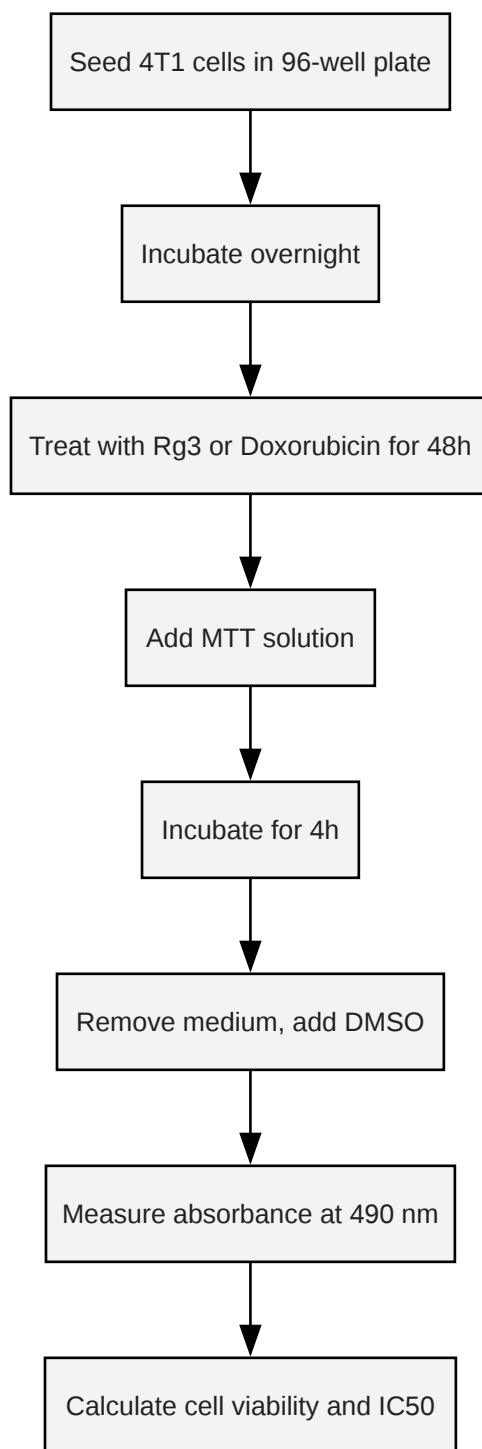 Seed 4T1 cells in 96-well plate
Incubate overnight
Treat with Rg3 or Doxorubicin for 48h
Add MTT solution
Incubate for 4h
Remove medium, add DMSO
Measure absorbance at 490 nm
Calculate cell viability and IC50